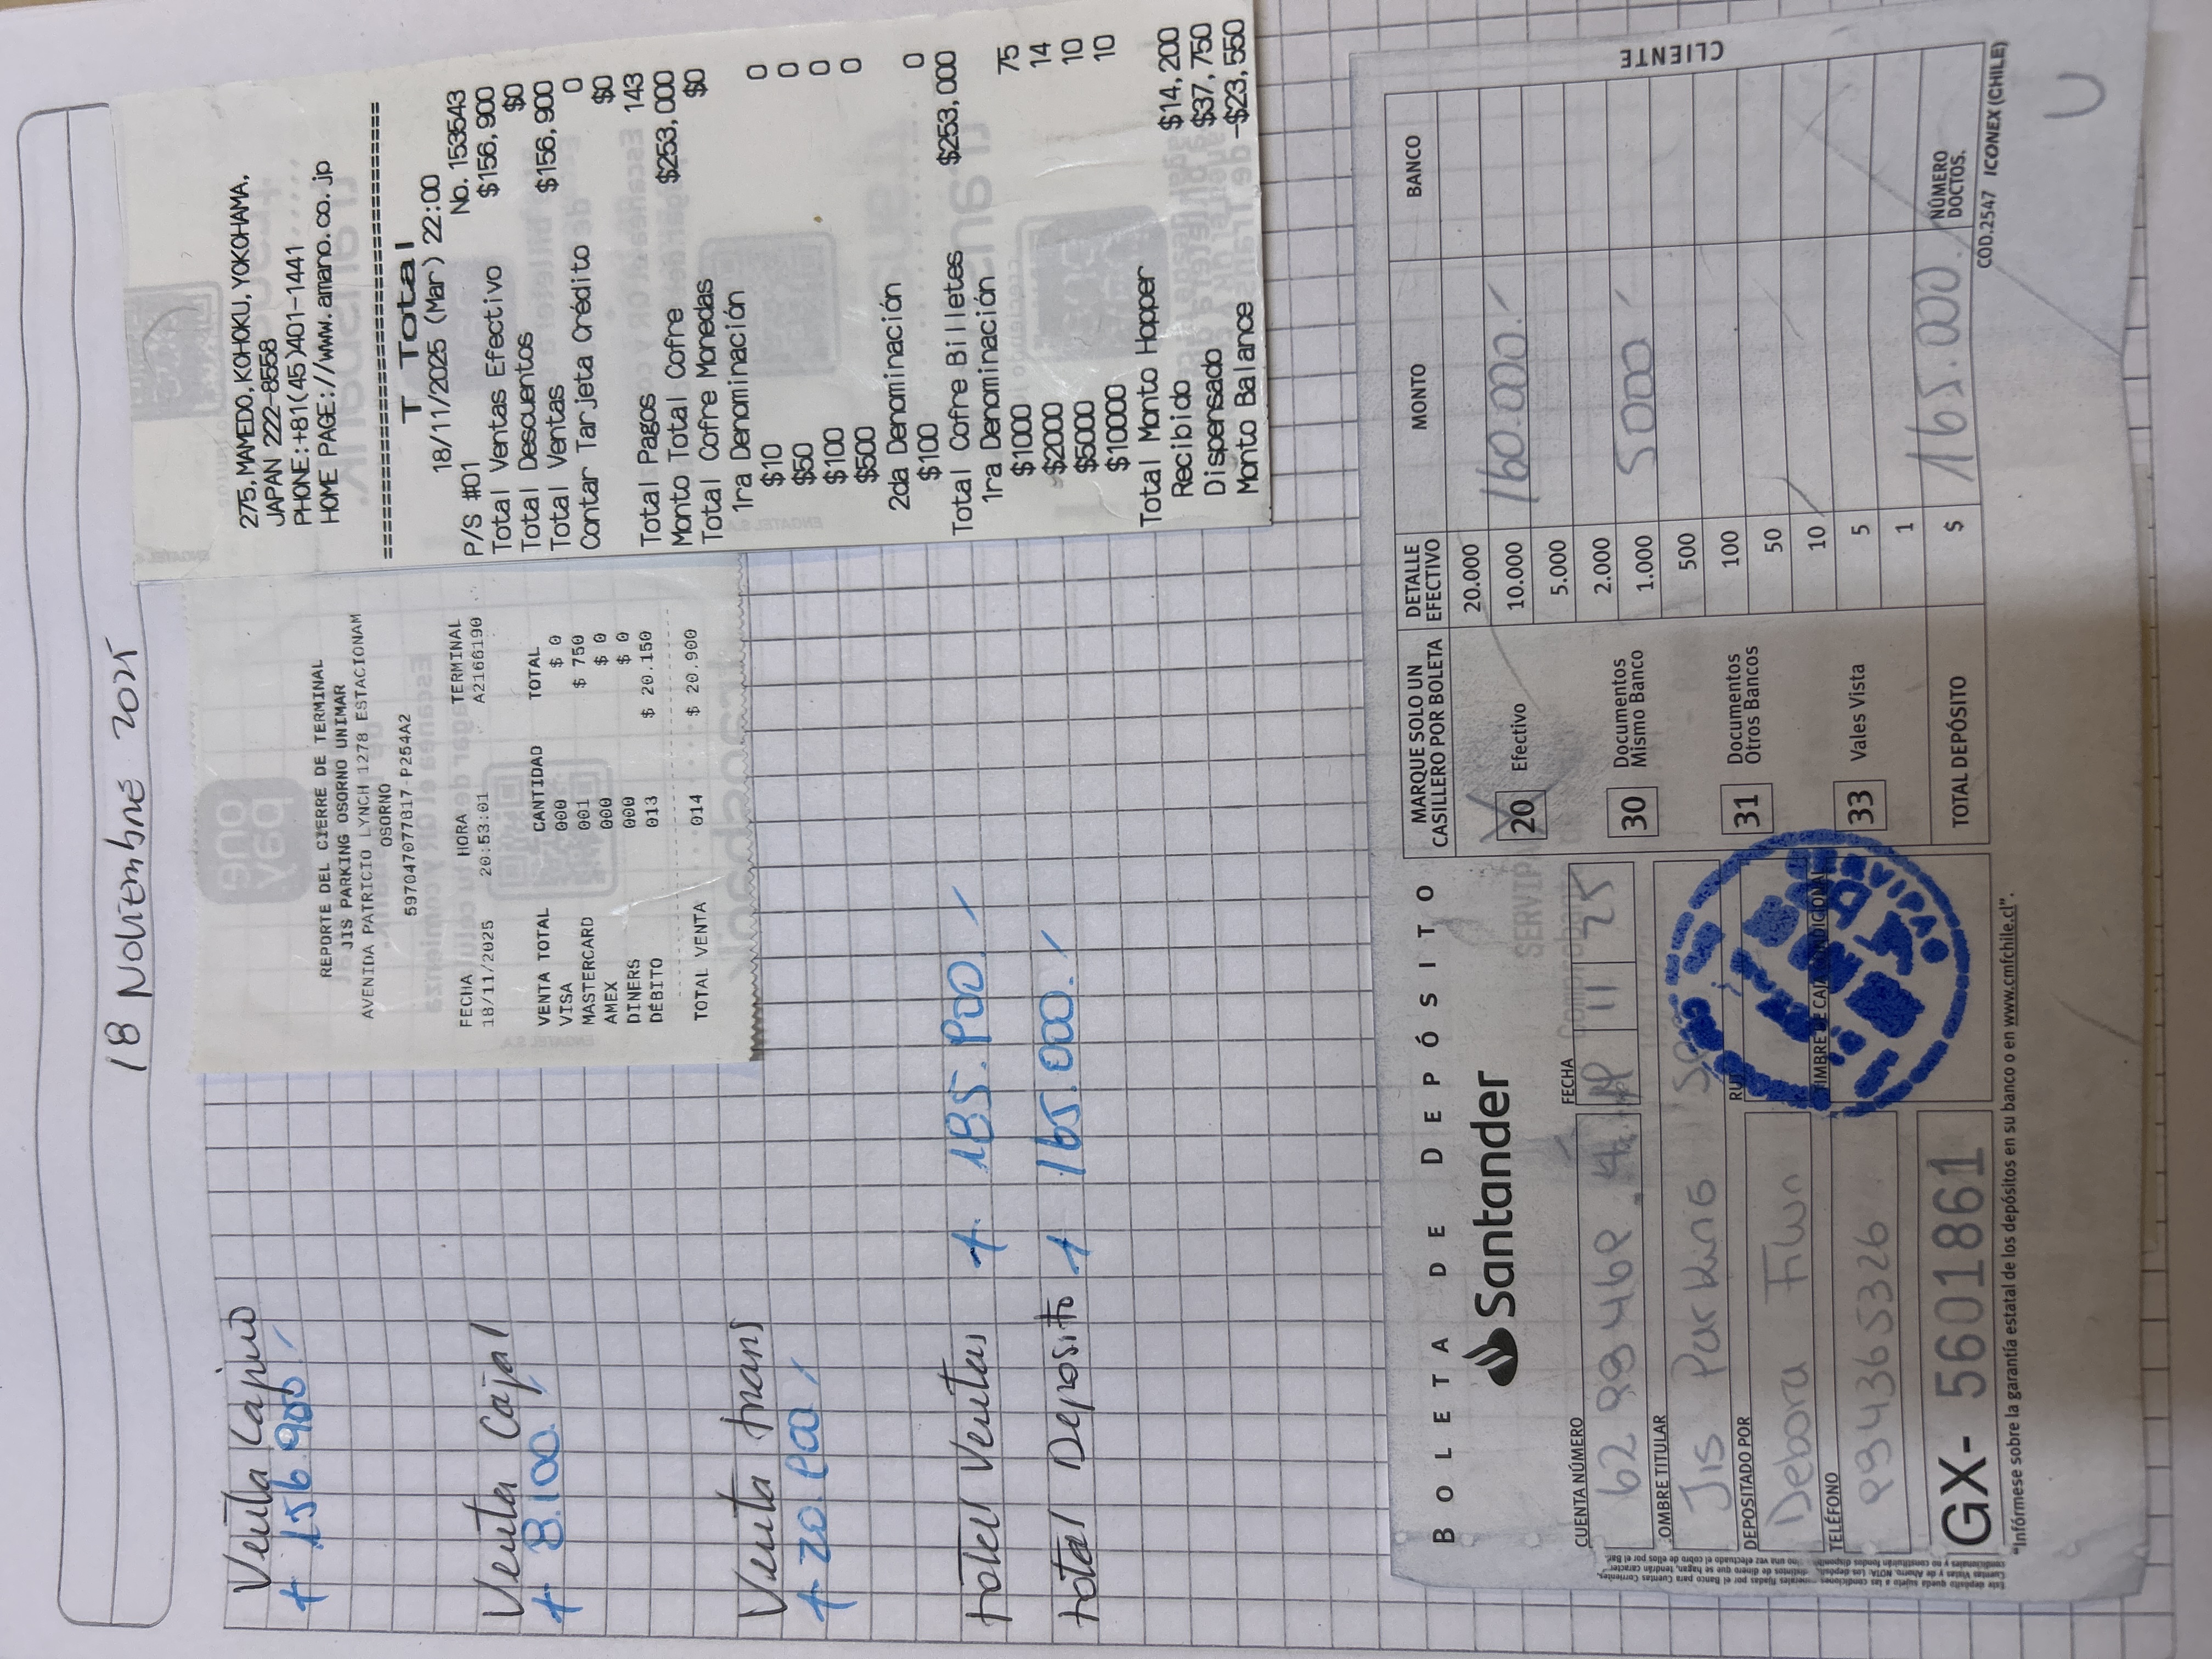 18 Noviembre 2025
Venta Cajero
156.900
Venta Caja 1
8.100
Venta trans
20.900
total Ventas 185.900
total Deposito 165.000
REPORTE DEL CIERRE DE TERMINAL
JIS PARKING OSORNO UNIMAR
AVENIDA PATRICIO LYNCH 1278 ESTACIONAM
OSORNO
597047077817-P254A2
FECHA HORA TERMINAL
18/11/2025 20:53:01 A2166190
VENTA TOTAL CANTIDAD TOTAL
VISA 000 $ 0
MASTERCARD 001 $ 750
AMEX 000 $ 0
DINERS 000 $ 0
DÉBITO 013 $ 20.150
TOTAL VENTA 014 $ 20.900
275, MAMEDO, KOHOKU, YOKOHAMA,
JAPAN 222-8558
PHONE:+81(45)401-1441
HOME PAGE://www.amano.co.jp
T Total
18/11/2025 (Mar) 22:00
P/S #01 No. 153543
Total Ventas Efectivo $156,900
Total Descuentos $0
Total Ventas $156,900
Contar Tarjeta Crédito 0
$0
Total Pagos 143
Monto Total Cofre $253,000
Total Cofre Monedas $0
1ra Denominación
$10 0
$50 0
$100 0
$500 0
2da Denominación
$100 0
Total Cofre Billetes $253,000
1ra Denominación
$1000 75
$2000 14
$5000 10
$10000 10
Total Monto Hopper
Recibido $14,200
Dispensado $37,750
Monto Balance -$23,550
BOLETA DE DEPÓSITO
Santander
CUENTA NÚMERO
FECHA
11 25
OMBRE TITULAR
Jis Parking
DEPOSITADO POR
Debora
RU
TELÉFONO
TIMBRE DE CAJA
GX- 5601861
MARQUE SOLO UN
CASILLERO POR BOLETA
20 Efectivo
30 Documentos
Mismo Banco
31 Documentos
Otros Bancos
33 Vales Vista
TOTAL DEPÓSITO
DETALLE
EFECTIVO MONTO BANCO
20.000
10.000 160.000
5.000
2.000
1.000 5000
500
100
50
10
5
1
$ 165.000 NÚMERO
DOCTOS.
CLIENTE
COD.2547 ICONEX (CHILE)
"Infórmese sobre la garantía estatal de los depósitos en su banco o en www.cmfchile.cl".